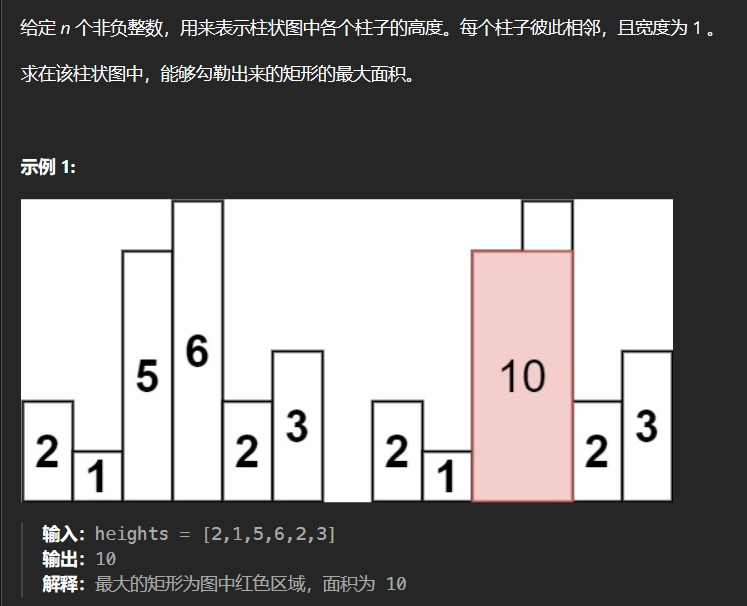 给定 n 个非负整数，用来表示柱状图中各个柱子的高度。每个柱子彼此相邻，且宽度为 1 。
求在该柱状图中，能够勾勒出来的矩形的最大面积。
示例 1:
2 1 5 6 2 3 2 1 10 2 3
输入：heights = [2,1,5,6,2,3]
输出：10
解释：最大的矩形为图中红色区域，面积为 10